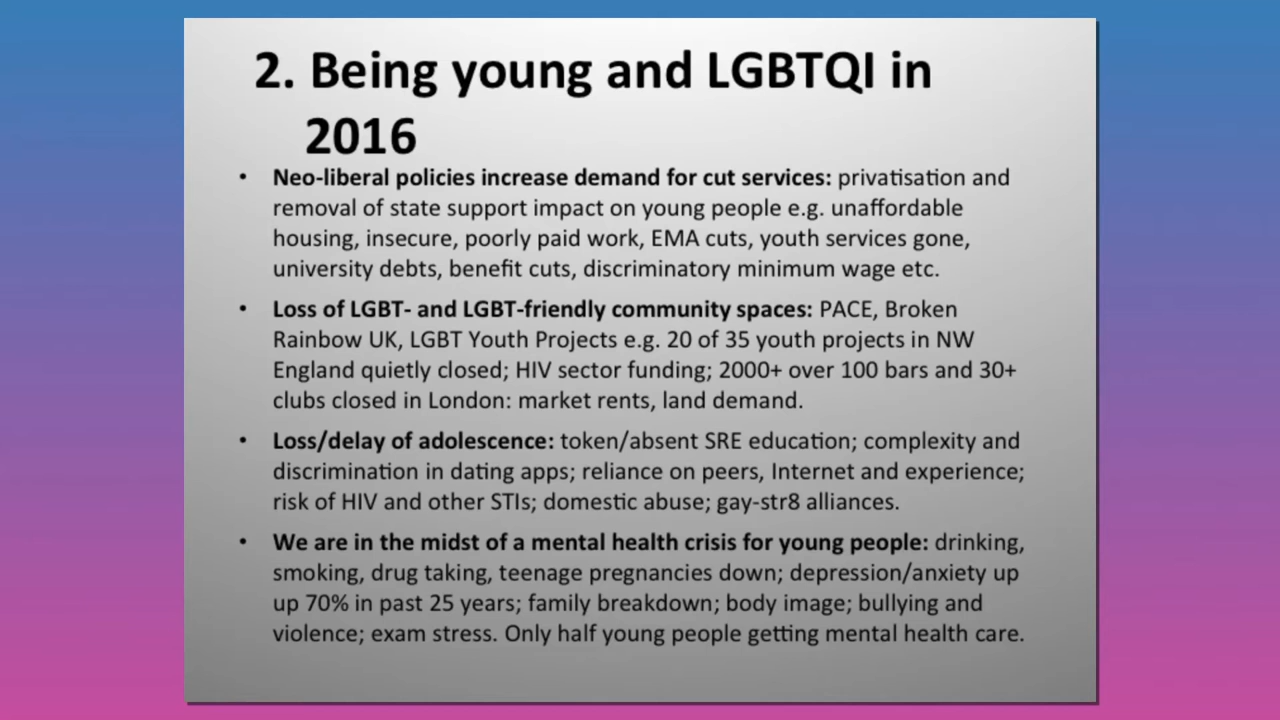 2. Being young and LGBTQI in
2016
• Neo-liberal policies increase demand for cut services: privatisation and
removal of state support impact on young people e.g. unaffordable
housing, insecure, poorly paid work, EMA cuts, youth services gone,
university debts, benefit cuts, discriminatory minimum wage etc.
• Loss of LGBT- and LGBT-friendly community spaces: PACE, Broken
Rainbow UK, LGBT Youth Projects e.g. 20 of 35 youth projects in NW
England quietly closed; HIV sector funding; 2000+ over 100 bars and 30+
clubs closed in London: market rents, land demand.
• Loss/delay of adolescence: token/absent SRE education; complexity and
discrimination in dating apps; reliance on peers, Internet and experience;
risk of HIV and other STIs; domestic abuse; gay-str8 alliances.
• We are in the midst of a mental health crisis for young people: drinking,
smoking, drug taking, teenage pregnancies down; depression/anxiety up
up 70% in past 25 years; family breakdown; body image; bullying and
violence; exam stress. Only half young people getting mental health care.